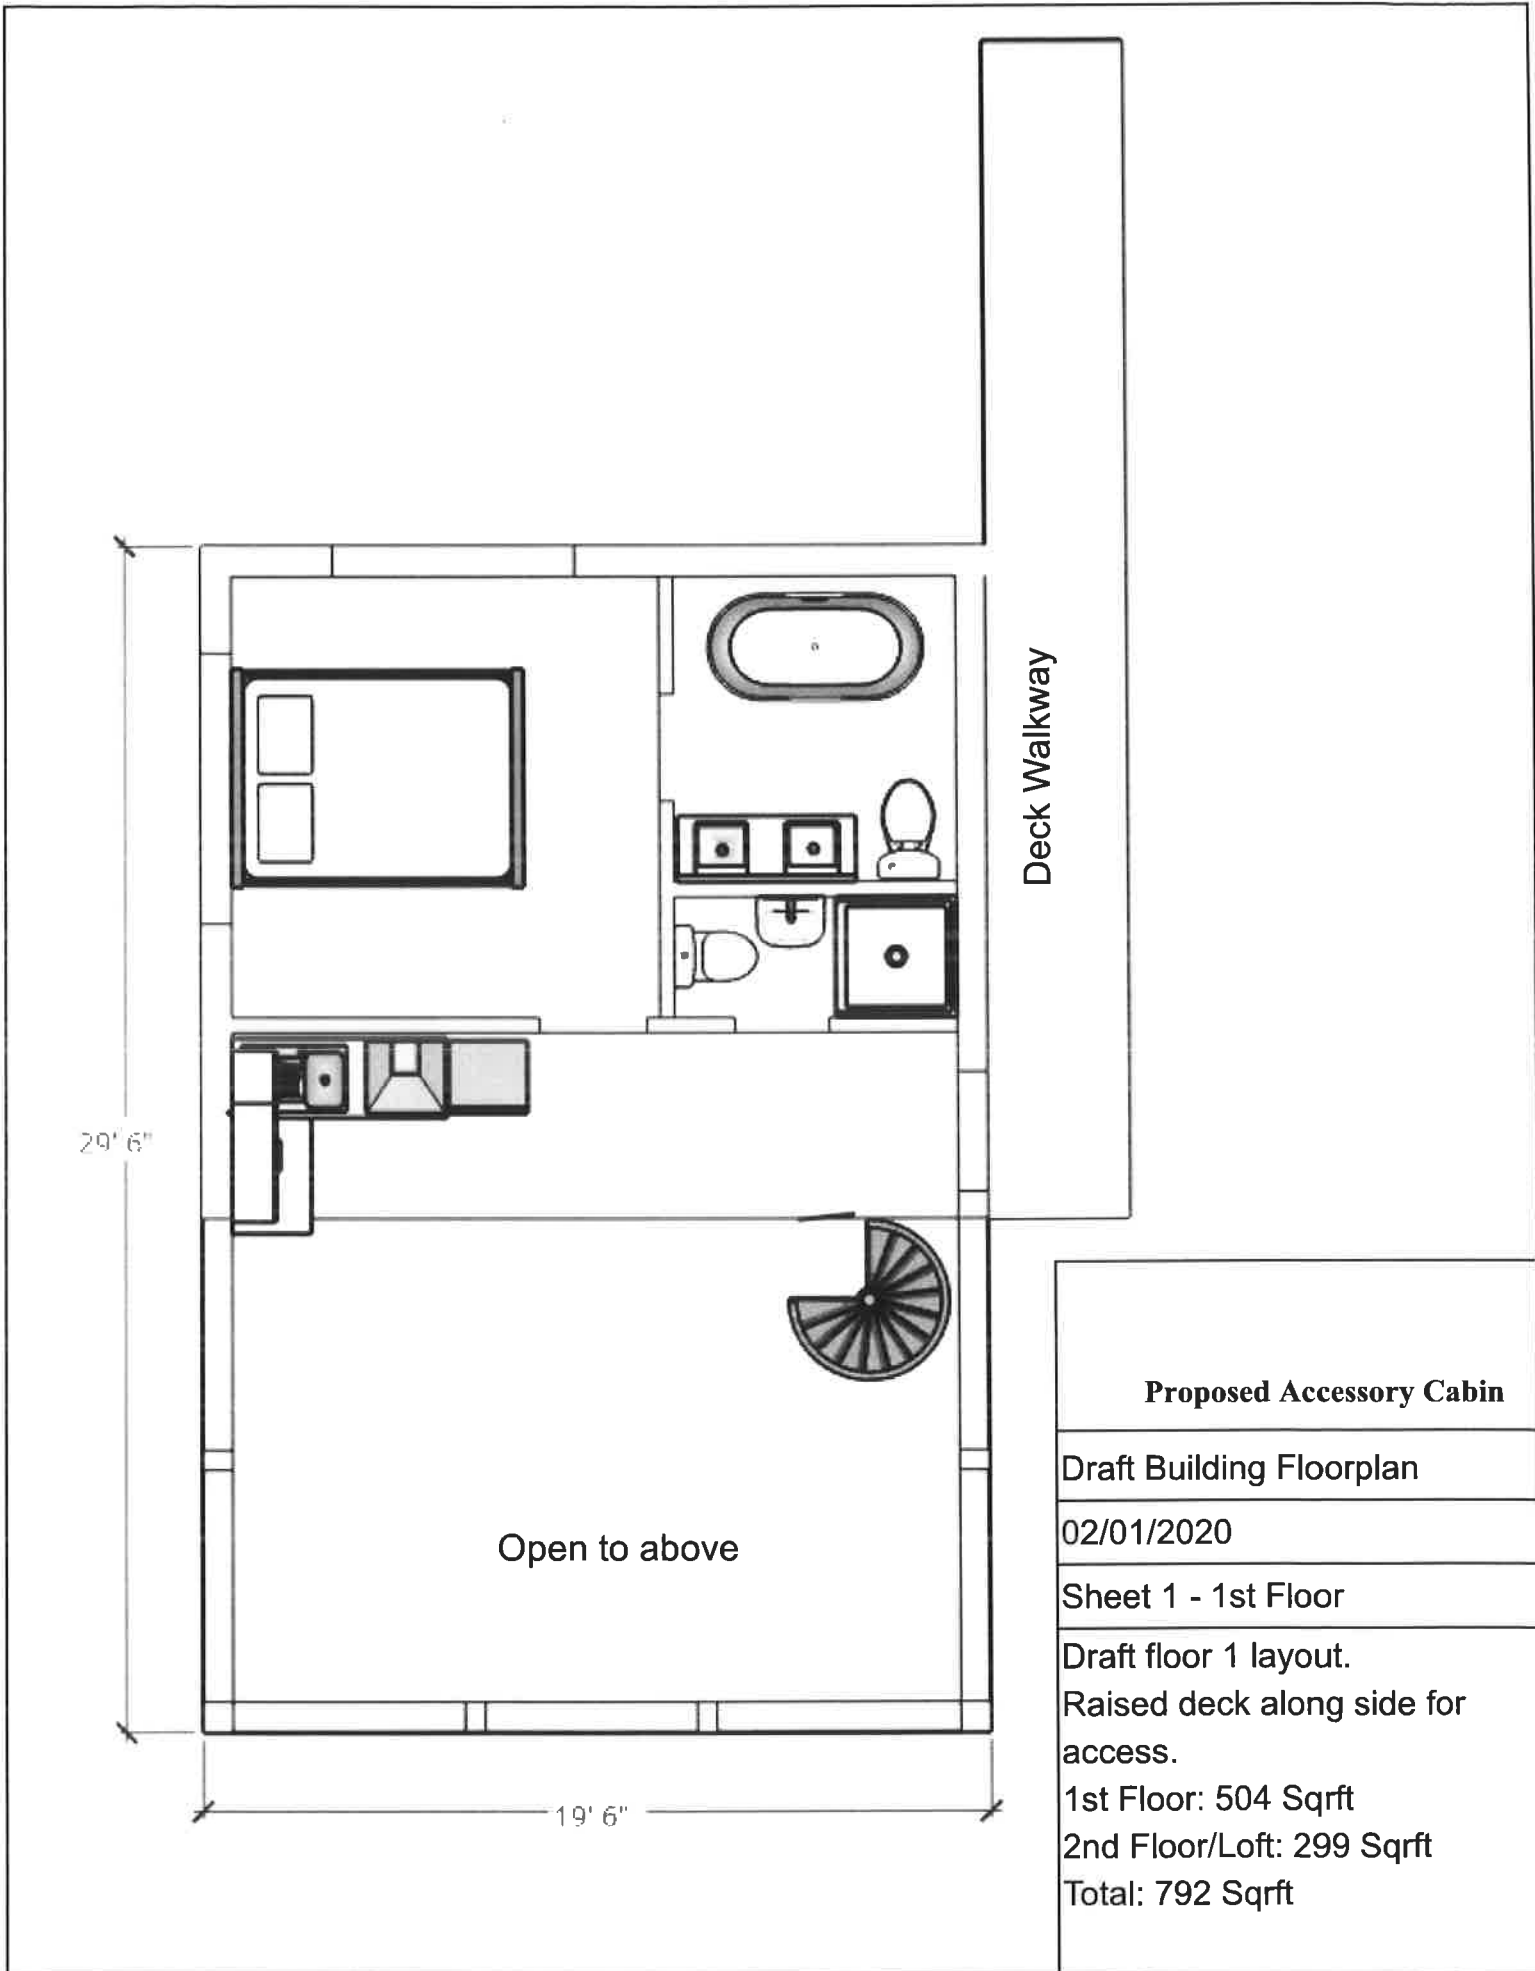 Deck Walkway
29' 6"
Open to above
19' 6"
Proposed Accessory Cabin
Draft Building Floorplan
02/01/2020
Sheet 1 - 1st Floor
Draft floor 1 layout.
Raised deck along side for
access.
1st Floor: 504 Sqrft
2nd Floor/Loft: 299 Sqrft
Total: 792 Sqrft